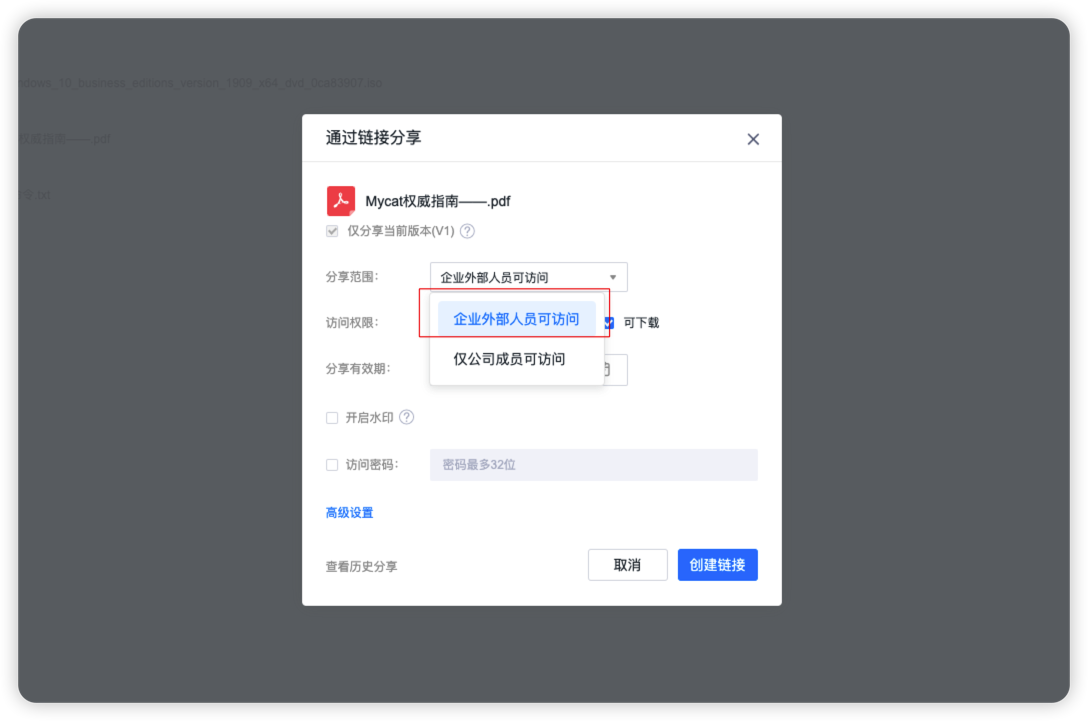 ndows_10_business_editions_version_1909_x64_dvd_0ca83907.iso
权威指南——.pdf
通过链接分享
Mycat权威指南——.pdf
仅分享当前版本(V1) ?
分享范围：
企业外部人员可访问
企业外部人员可访问
访问权限：
可下载
仅公司成员可访问
分享有效期：
开启水印 ?
访问密码：
密码最多32位
高级设置
查看历史分享
取消
创建链接